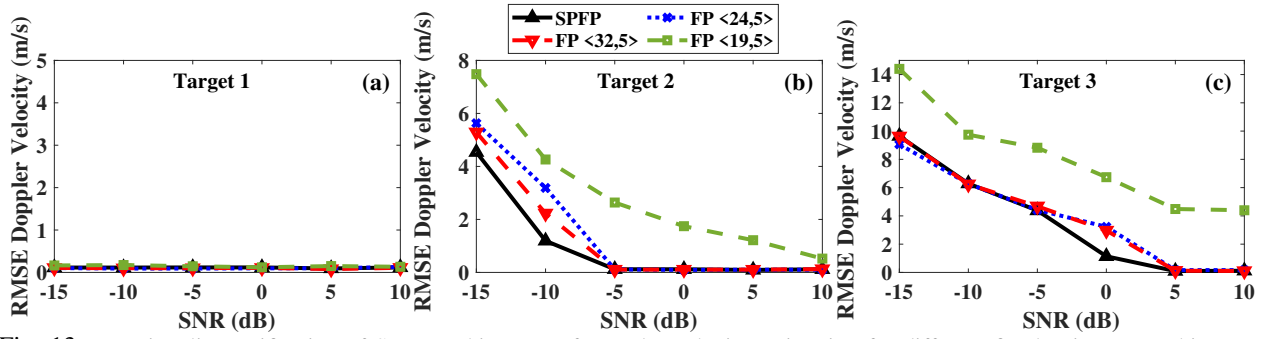 SPFP
FP <24,5>
FP <32,5>
FP <19,5>
RMSE Doppler Velocity (m/s)
5
4
3
2
1
0
Target 1
(a)
-15 -10 -5 0 5 10
SNR (dB)
RMSE Doppler Velocity (m/s)
8
6
4
2
0
Target 2
(b)
-15 -10 -5 0 5 10
SNR (dB)
RMSE Doppler Velocity (m/s)
14
12
10
8
6
4
2
0
Target 3
(c)
-15 -10 -5 0 5 10
SNR (dB)